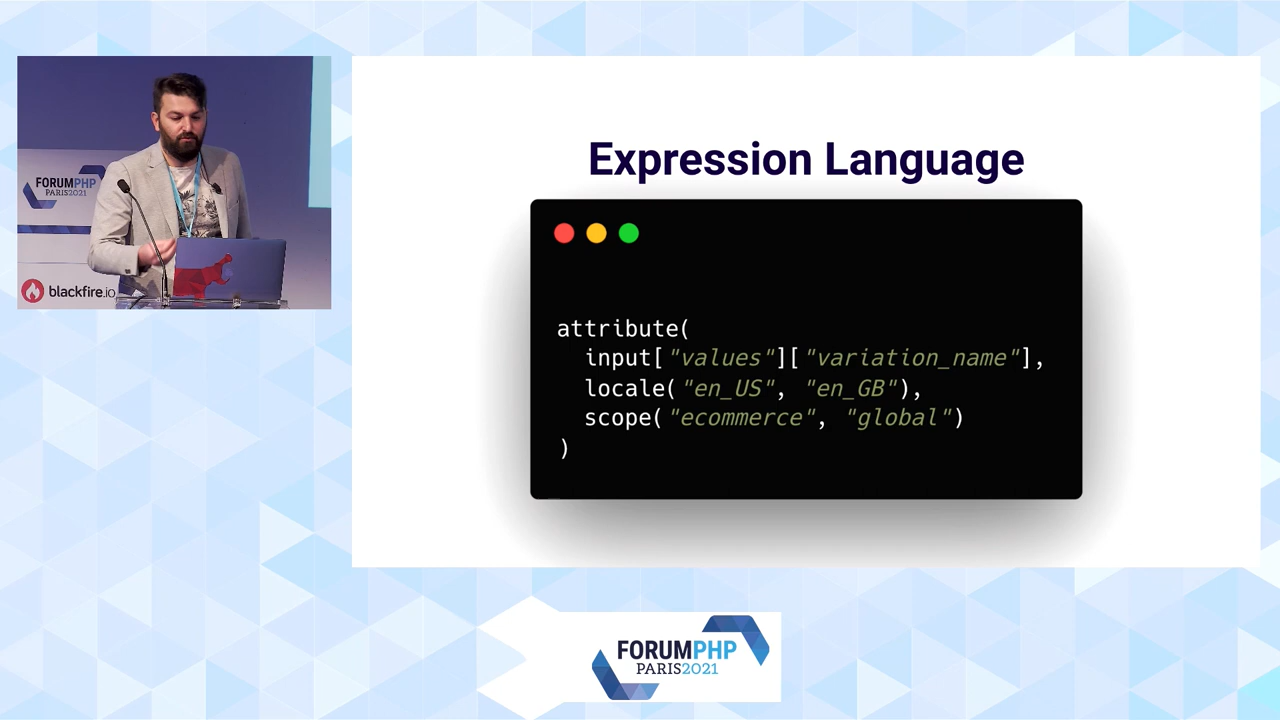 FORUMPHP
PARIS2021
blackfire.io
Expression Language
attribute(
input["values"]["variation_name"],
locale("en_US", "en_GB"),
scope("ecommerce", "global")
)
FORUMPHP
PARIS2021